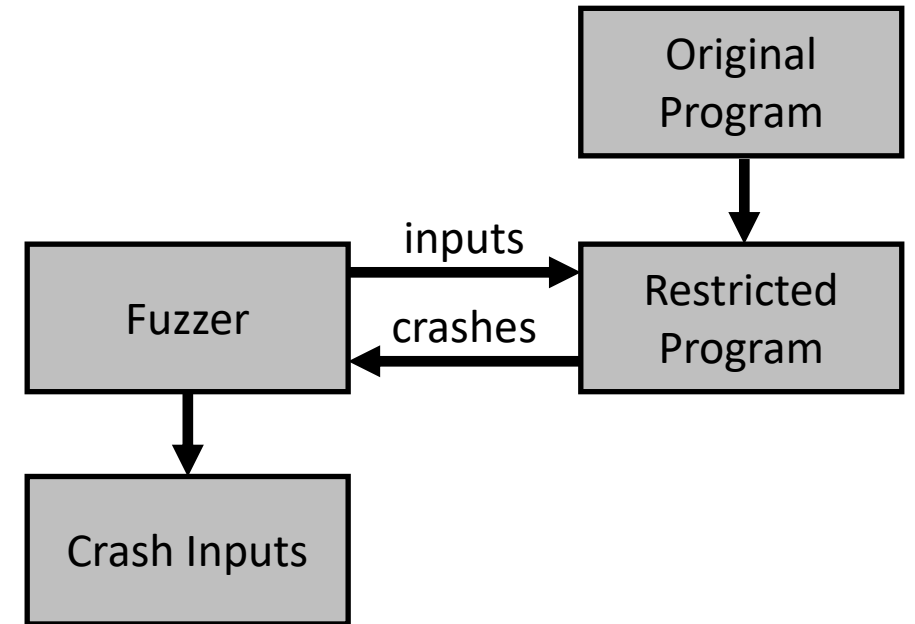 Original
Program
inputs
Fuzzer
crashes
Restricted
Program
Crash Inputs